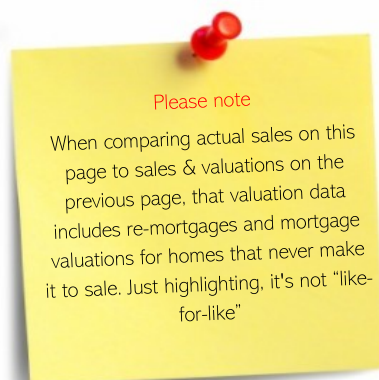 Please note
When comparing actual sales on this
page to sales & valuations on the
previous page, that valuation data
includes re-mortgages and mortgage
valuations for homes that never make
it to sale. Just highlighting, it's not “like-
for-like”